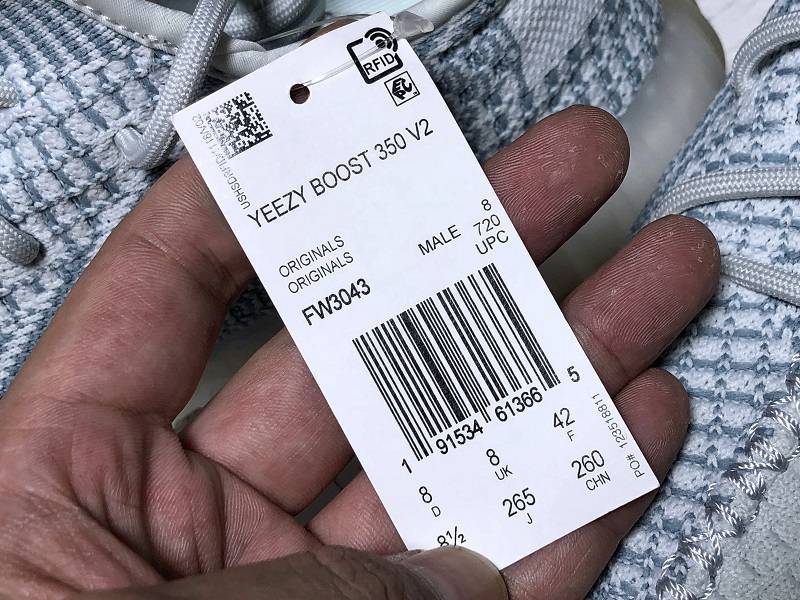 RFID
YEEZY BOOST 350 V2
ORIGINALS
ORIGINALS
MALE
8
720
UPC
FW3043
1 91534 61366 5
8
D
8
UK
42
F
8½
265
J
260
CHN
PO# 123518811